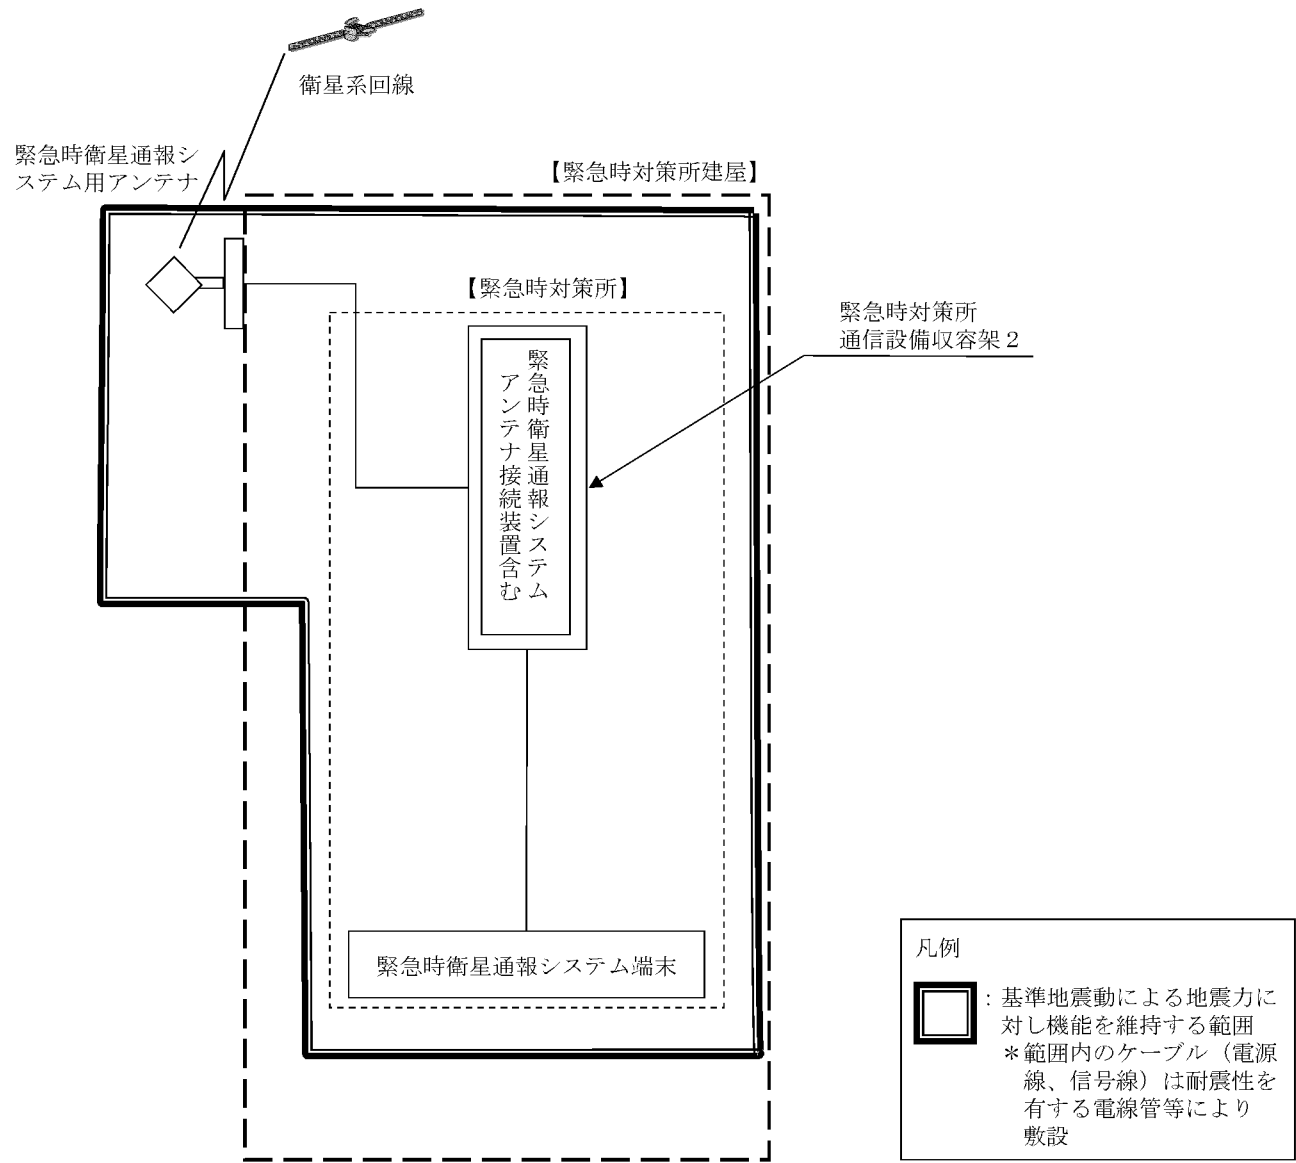 衛星系回線
緊急時衛星通報シ
ステム用アンテナ
【緊急時対策所建屋】
【緊急時対策所】
緊急時対策所
通信設備収容架２
緊急時衛星通報システム
アンテナ接続装置含む
緊急時衛星通報システム端末
凡例
：基準地震動による地震力に
対し機能を維持する範囲
＊範囲内のケーブル（電源
線、信号線）は耐震性を
有する電線管等により
敷設